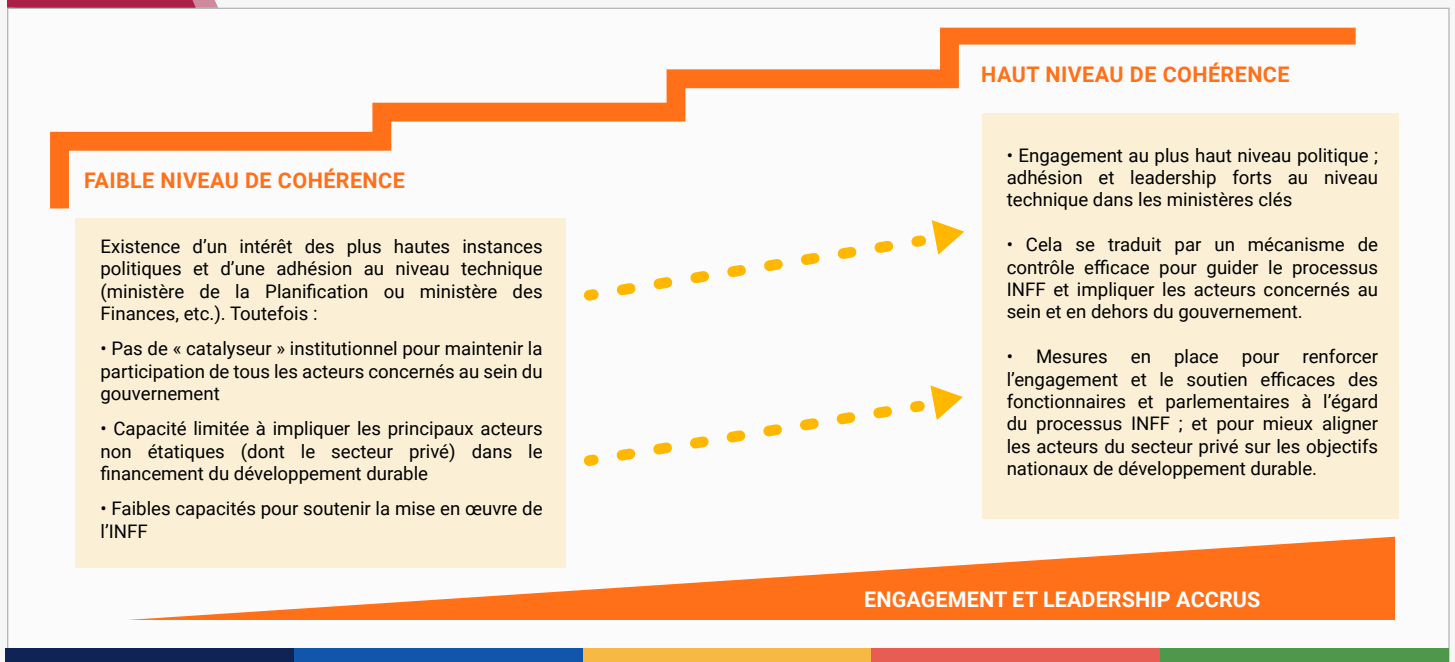 FAIBLE NIVEAU DE COHÉRENCE
Existence d’un intérêt des plus hautes instances
politiques et d’une adhésion au niveau technique
(ministère de la Planification ou ministère des
Finances, etc.). Toutefois :
• Pas de « catalyseur » institutionnel pour maintenir la
participation de tous les acteurs concernés au sein du
gouvernement
• Capacité limitée à impliquer les principaux acteurs
non étatiques (dont le secteur privé) dans le
financement du développement durable
• Faibles capacités pour soutenir la mise en œuvre de
l’INFF
HAUT NIVEAU DE COHÉRENCE
• Engagement au plus haut niveau politique ;
adhésion et leadership forts au niveau
technique dans les ministères clés
• Cela se traduit par un mécanisme de
contrôle efficace pour guider le processus
INFF et impliquer les acteurs concernés au
sein et en dehors du gouvernement.
• Mesures en place pour renforcer
l’engagement et le soutien efficaces des
fonctionnaires et parlementaires à l’égard
du processus INFF ; et pour mieux aligner
les acteurs du secteur privé sur les objectifs
nationaux de développement durable.
ENGAGEMENT ET LEADERSHIP ACCRUS